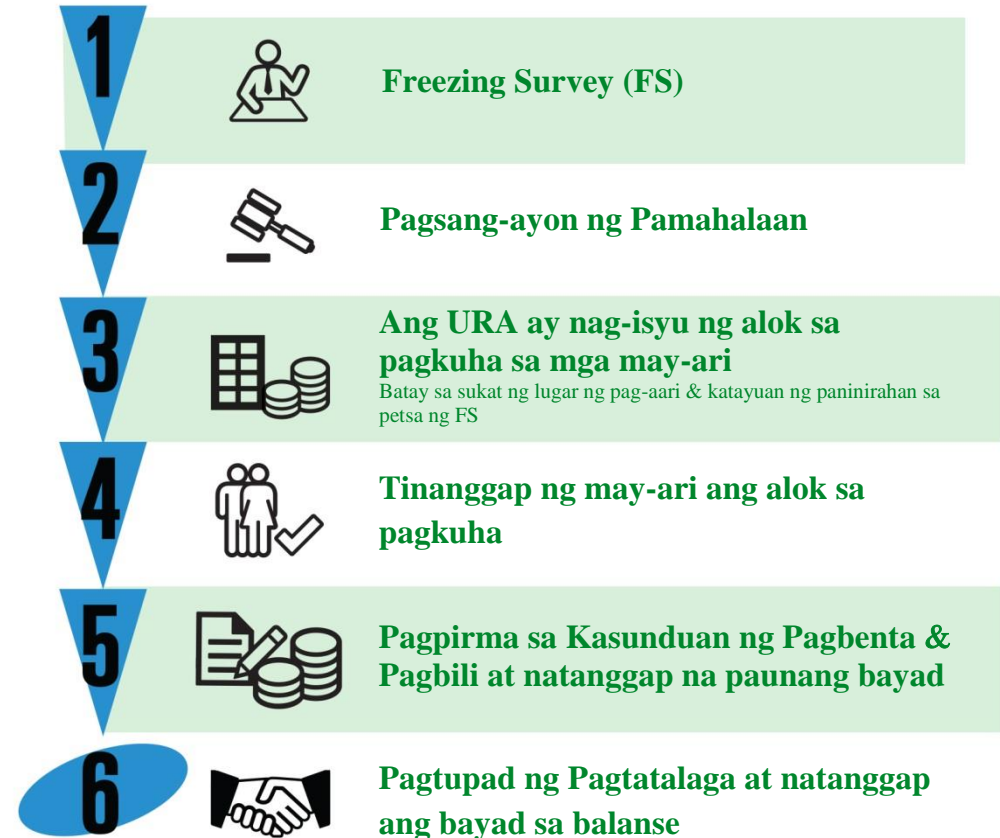 1
Freezing Survey (FS)
2
Pagsang-ayon ng Pamahalaan
3
Ang URA ay nag-isyu ng alok sa
pagkuha sa mga may-ari
Batay sa sukat ng lugar ng pag-aari & katayuan ng paninirahan sa
petsa ng FS
4
Tinanggap ng may-ari ang alok sa
pagkuha
5
Pagpirma sa Kasunduan ng Pagbenta &
Pagbili at natanggap na paunang bayad
6
Pagtupad ng Pagtatalaga at natanggap
ang bayad sa balanse